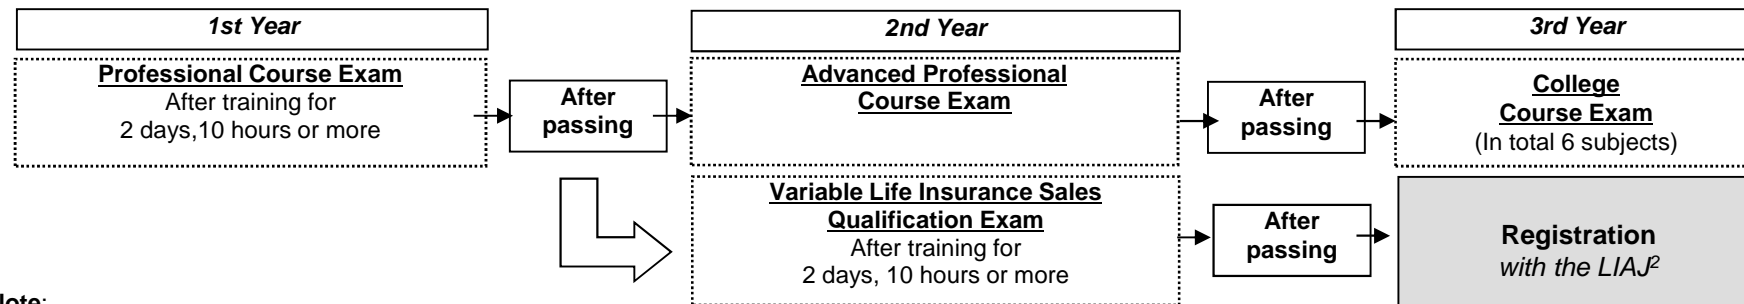 1st Year
2nd Year
3rd Year
Professional Course Exam
After training for
2 days,10 hours or more
After
passing
Advanced Professional
Course Exam
After
passing
College
Course Exam
(In total 6 subjects)
Variable Life Insurance Sales
Qualification Exam
After training for
2 days, 10 hours or more
After
passing
Registration
with the LIAJ²